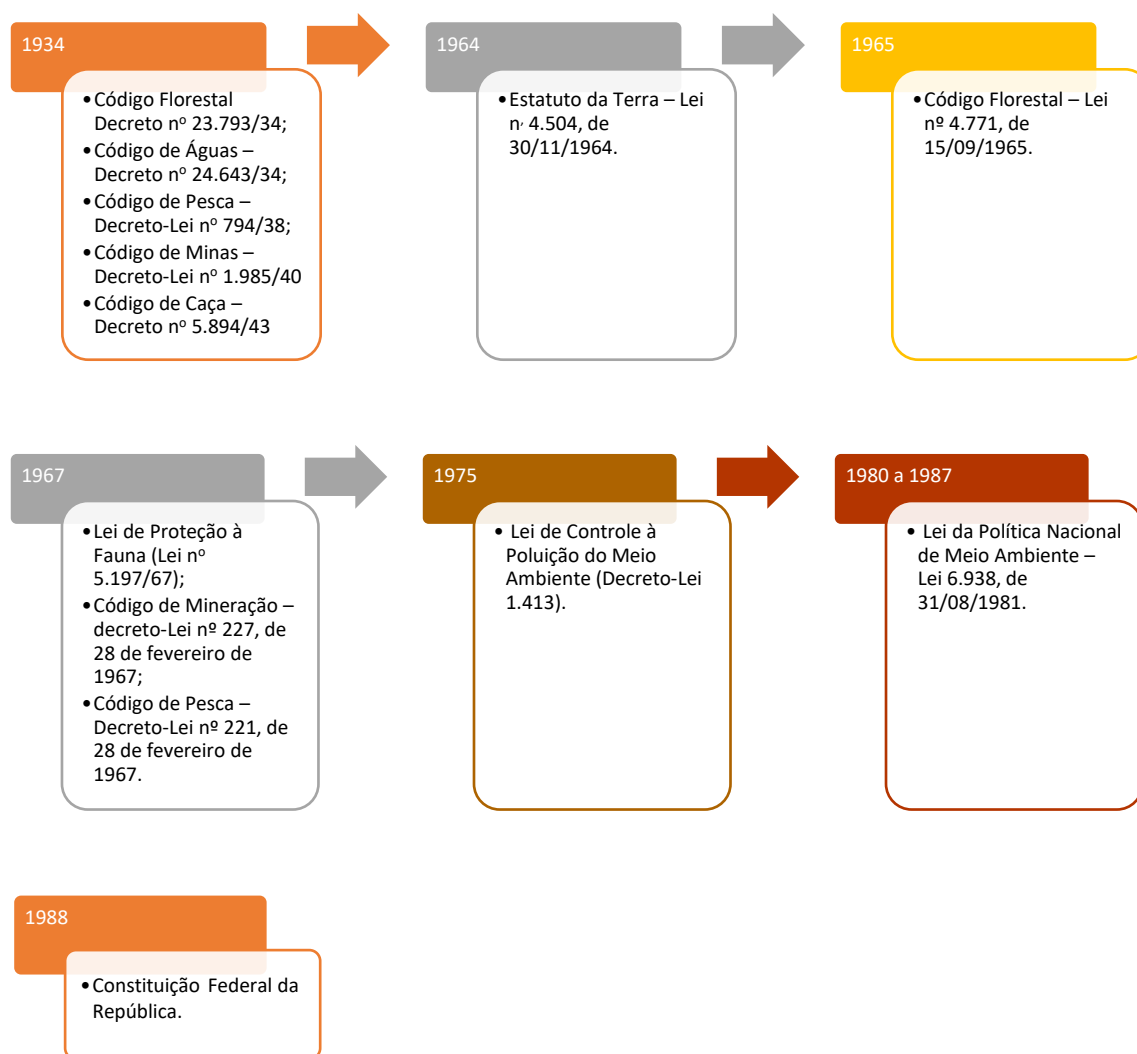 1934
•Código Florestal
Decreto nº 23.793/34;
•Código de Águas –
Decreto nº 24.643/34;
•Código de Pesca –
Decreto-Lei nº 794/38;
•Código de Minas –
Decreto-Lei nº 1.985/40
•Código de Caça –
Decreto nº 5.894/43
1964
•Estatuto da Terra – Lei
n, 4.504, de
30/11/1964.
1965
•Código Florestal – Lei
nº 4.771, de
15/09/1965.
1967
•Lei de Proteção à
Fauna (Lei nº
5.197/67);
•Código de Mineração –
decreto-Lei nº 227, de
28 de fevereiro de
1967;
•Código de Pesca –
Decreto-Lei nº 221, de
28 de fevereiro de
1967.
1975
• Lei de Controle à
Poluição do Meio
Ambiente (Decreto-Lei
1.413).
1980 a 1987
• Lei da Política Nacional
de Meio Ambiente –
Lei 6.938, de
31/08/1981.
1988
•Constituição Federal da
República.